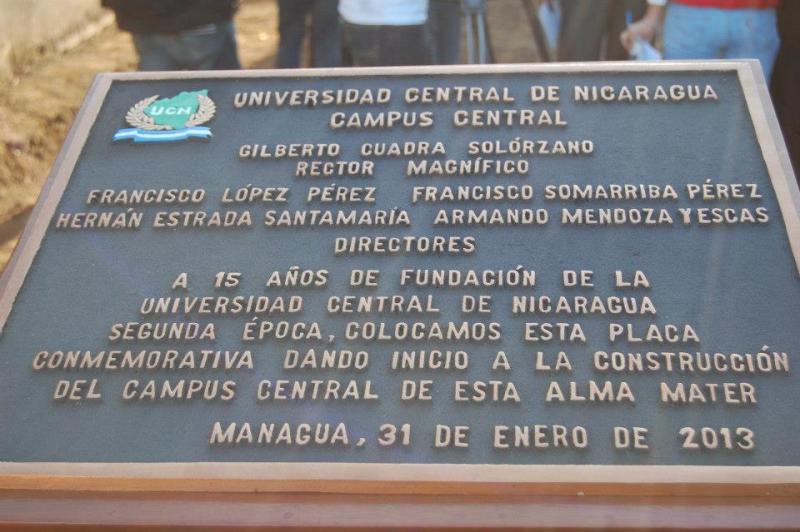 UCN
UNIVERSIDAD CENTRAL DE NICARAGUA
CAMPUS CENTRAL
GILBERTO CUADRA SOLÓRZANO
RECTOR MAGNÍFICO
FRANCISCO LÓPEZ PÉREZ FRANCISCO SOMARRIBA PÉREZ
HERNÁN ESTRADA SANTAMARÍA ARMANDO MENDOZA YESCAS
DIRECTORES
A 15 AÑOS DE FUNDACIÓN DE LA
UNIVERSIDAD CENTRAL DE NICARAGUA
SEGUNDA ÉPOCA, COLOCAMOS ESTA PLACA
CONMEMORATIVA DANDO INICIO A LA CONSTRUCCIÓN
DEL CAMPUS CENTRAL DE ESTA ALMA MATER
MANAGUA, 31 DE ENERO DE 2013